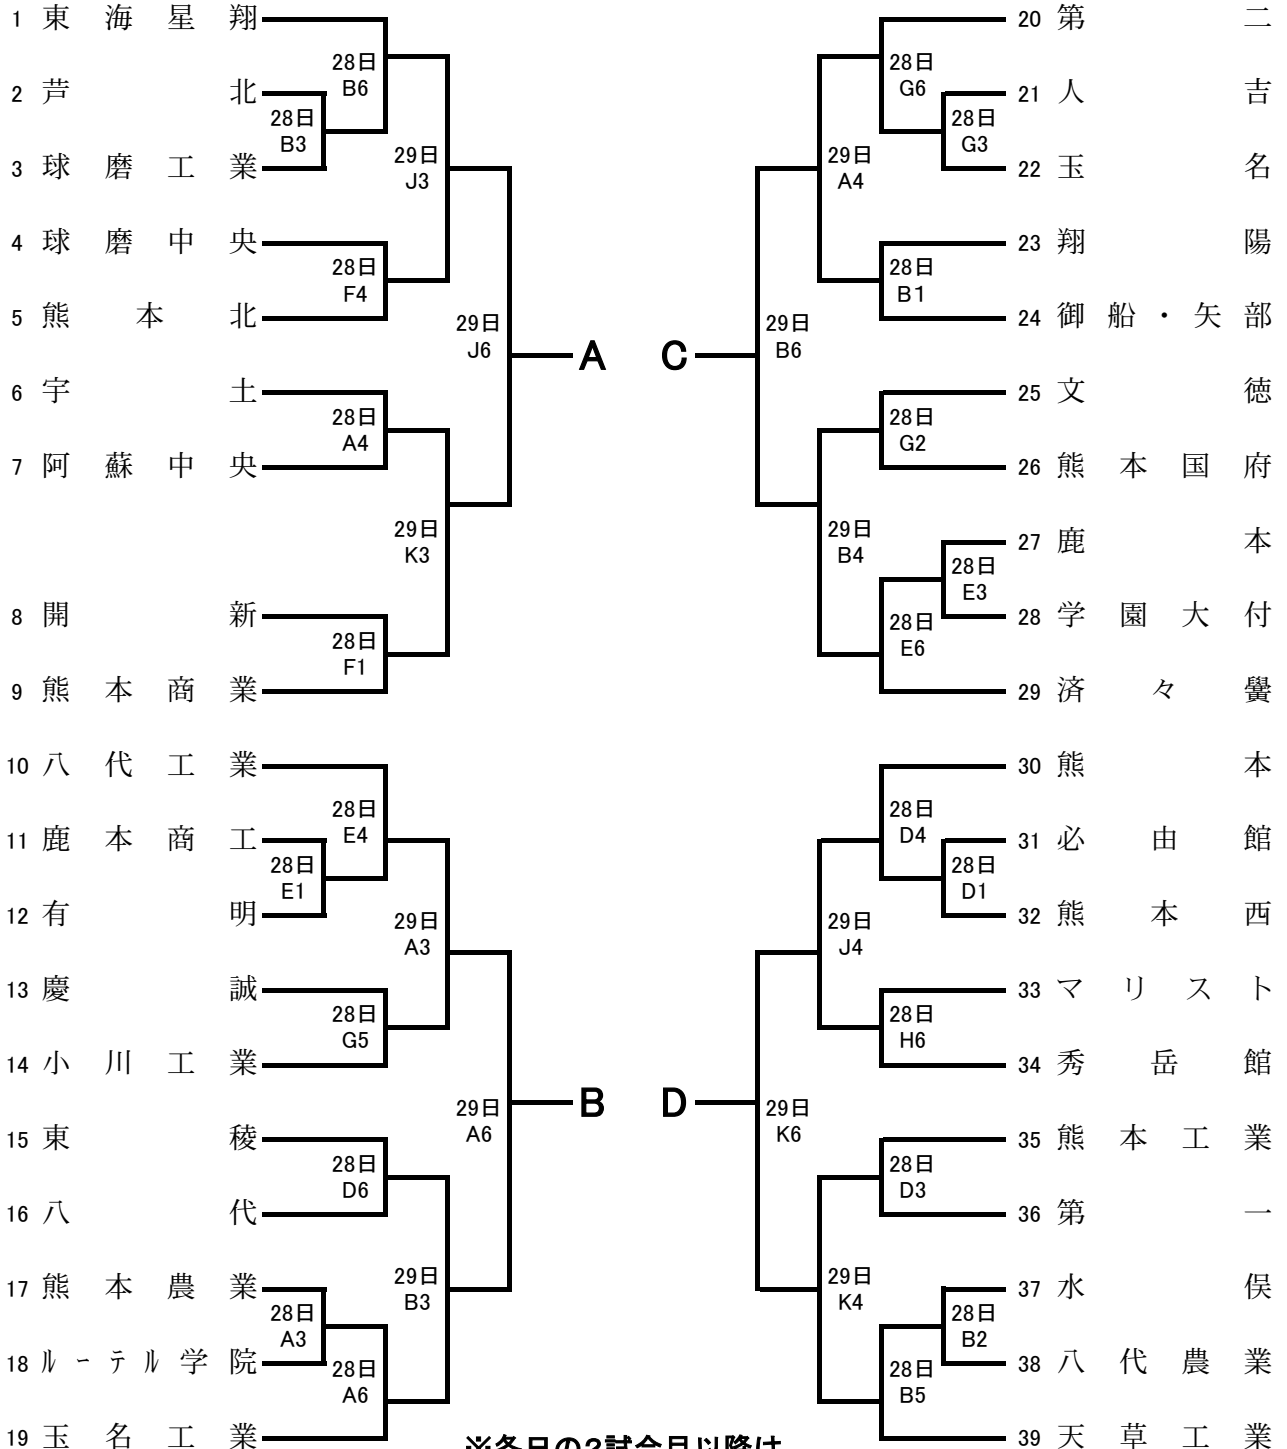 1 東海星翔
28日
B6
2 芦北
28日
B3
3 球磨工業
29日
J3
4 球磨中央
28日
F4
5 熊本北
29日
J6
A
6 宇土
28日
A4
7 阿蘇中央
29日
K3
8 開新
28日
F1
9 熊本商業
10 八代工業
28日
E4
11 鹿本商工
28日
E1
12 有明
29日
A3
13 慶誠
28日
G5
14 小川工業
29日
A6
B
15 東稜
28日
D6
16 八代
29日
B3
17 熊本農業
28日
A3
18 ﾙｰﾃﾙ学院
28日
A6
19 玉名工業
20 第二
28日
G6
21 人吉
28日
G3
22 玉名
29日
A4
23 翔陽
28日
B1
24 御船・矢部
C
29日
B6
25 文徳
28日
G2
26 熊本国府
29日
B4
27 鹿本
28日
E3
28 学園大付
28日
E6
29 済々黌
30 熊本
28日
D4
31 必由館
28日
D1
32 熊本西
29日
J4
33 マリスト
28日
H6
34 秀岳館
D
29日
K6
35 熊本工業
28日
D3
36 第一
29日
K4
37 水俣
28日
B2
38 八代農業
28日
B5
39 天草工業
※各日の2試合目以降は